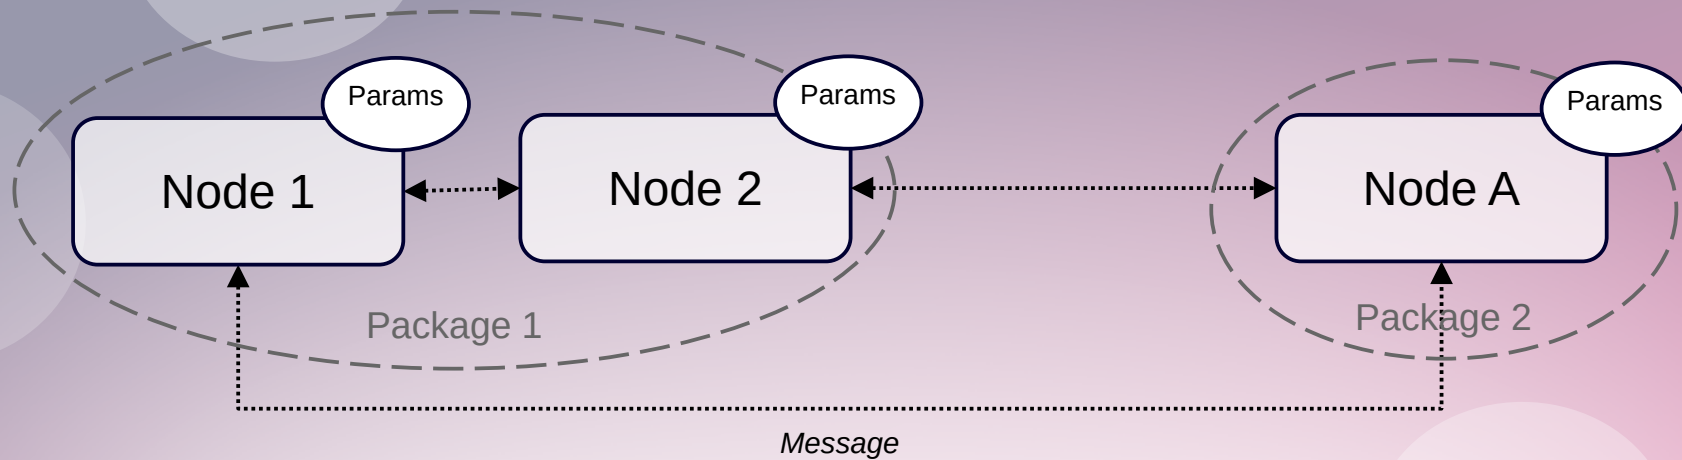 Params
Params
Params
Node 1
Node 2
Node A
Package 1
Package 2
Message